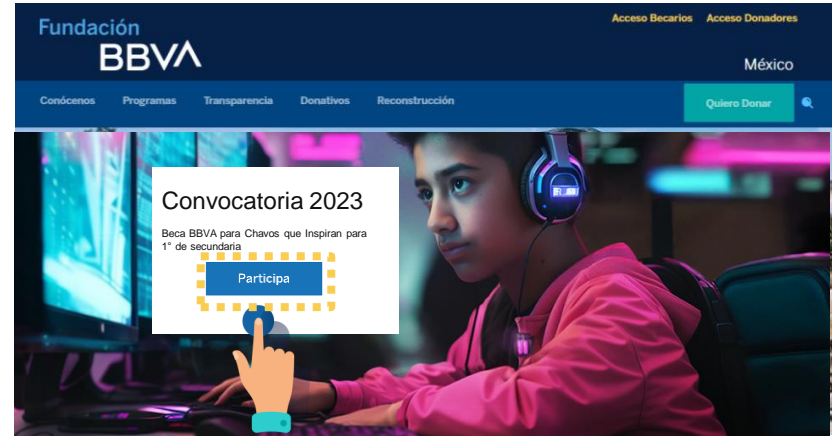 Acceso Becarios Acceso Donadores
Fundación
BBVA
México
Conócenos Programas Transparencia Donativos Reconstrucción Quiero Donar
Convocatoria 2023
Beca BBVA para Chavos que Inspiran para
1° de secundaria
Participa